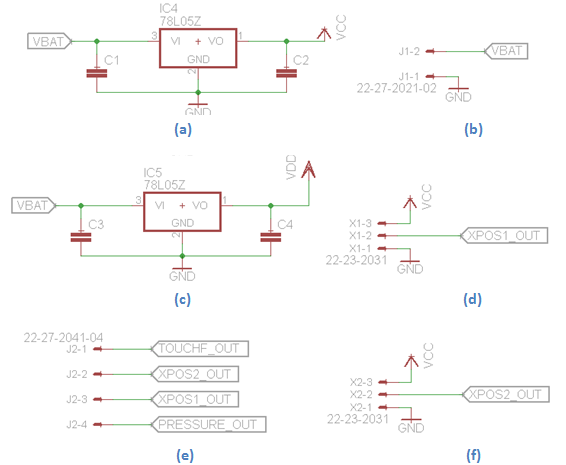 IC4
78L05Z
VBAT
3
VI
VO
1
GND
2
C1
C2
VCC
GND
(a)
J1-2
VBAT
J1-1
22-27-2021-02
GND
(b)
IC5
78L05Z
VBAT
3
VI
VO
1
GND
2
C3
C4
VDD
GND
(c)
VCC
X1-3
X1-2
XPOS1_OUT
X1-1
22-23-2031
GND
(d)
22-27-2041-04
J2-1
TOUCHF_OUT
J2-2
XPOS2_OUT
J2-3
XPOS1_OUT
J2-4
PRESSURE_OUT
(e)
VCC
X2-3
X2-2
XPOS2_OUT
X2-1
22-23-2031
GND
(f)